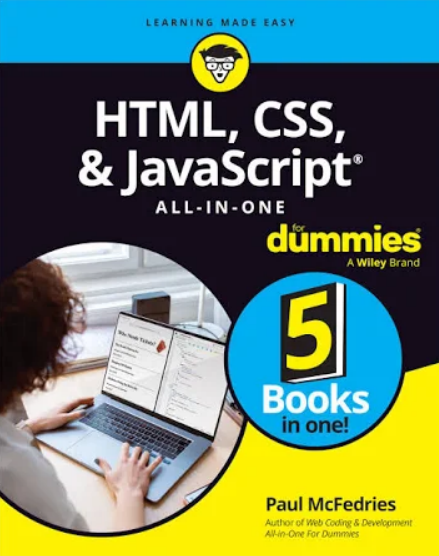 LEARNING MADE EASY
HTML, CSS,
& JavaScript®
ALL-IN-ONE
for
dummies®
A Wiley Brand
5
Books
in one!
Paul McFedries
Author of Web Coding & Development
All-in-One For Dummies